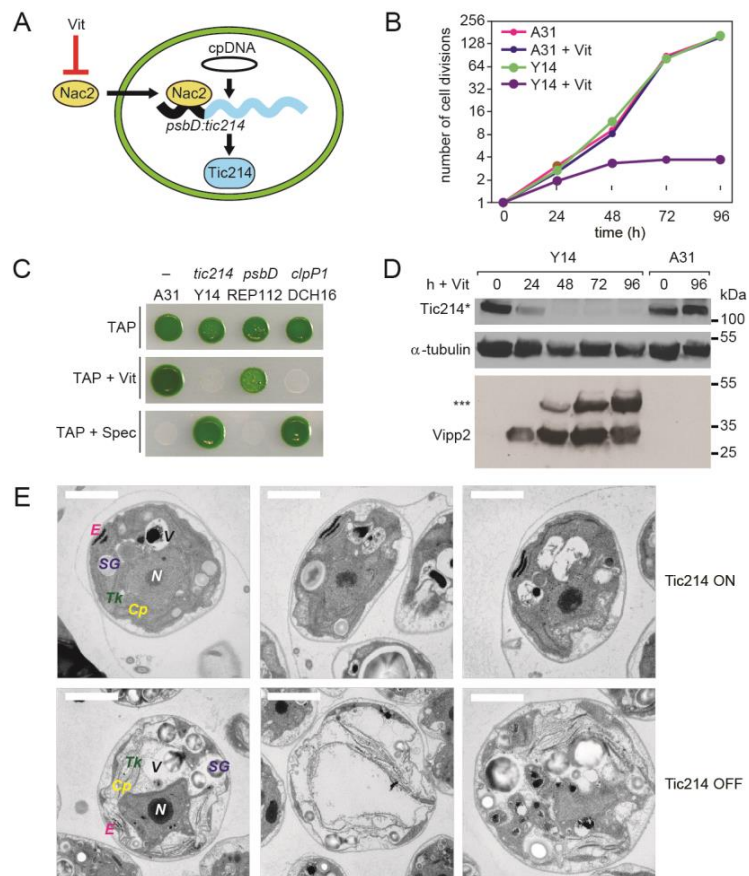 A
Vit
Nac2
cpDNA
Nac2
psbD:tic214
Tic214
B
number of cell divisions
256
128
64
32
16
8
4
2
1
A31
A31 + Vit
Y14
Y14 + Vit
0 24 48 72 96
time (h)
C
– tic214 psbD clpP1
A31 Y14 REP112 DCH16
TAP
TAP + Vit
TAP + Spec
D
Y14 A31
h + Vit 0 24 48 72 96 0 96 kDa
Tic214*
100
α-tubulin
55
***
Vipp2
55
35
25
E
E V SG N Tk Cp
Tic214 ON
Tk V SG Cp N E
Tic214 OFF